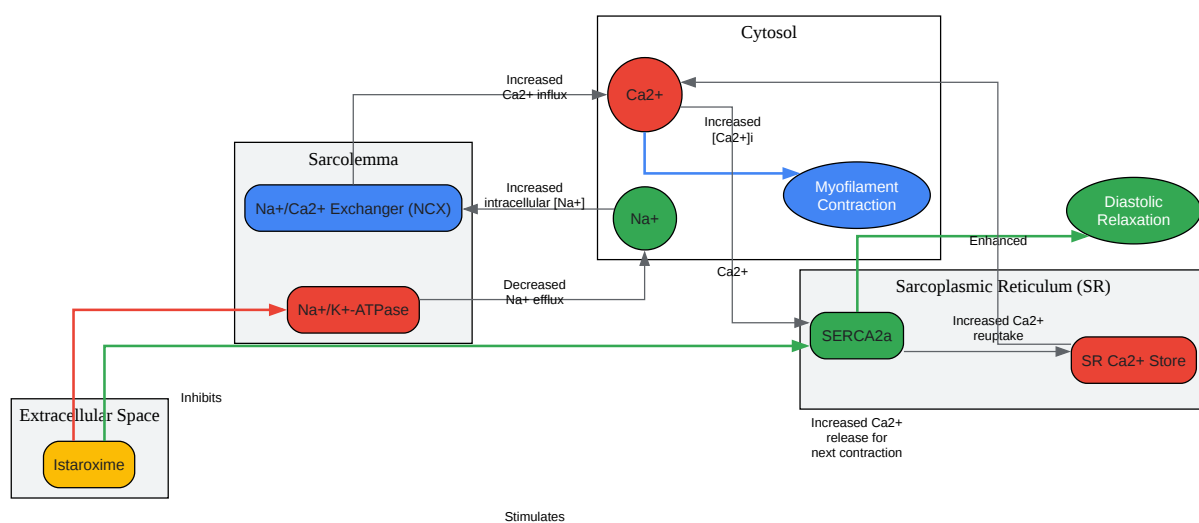 Cytosol
Increased
Ca2+ influx
Ca2+
Increased
[Ca2+]i
Sarcolemma
Na+/Ca2+ Exchanger (NCX)
Increased
intracellular [Na+]
Na+
Myofilament
Contraction
Diastolic
Relaxation
Enhanced
Ca2+
Decreased
Na+ efflux
Na+/K+-ATPase
Sarcoplasmic Reticulum (SR)
SERCA2a
Increased Ca2+
reuptake
SR Ca2+ Store
Inhibits
Extracellular Space
Istaroxime
Increased Ca2+
release for
next contraction
Stimulates